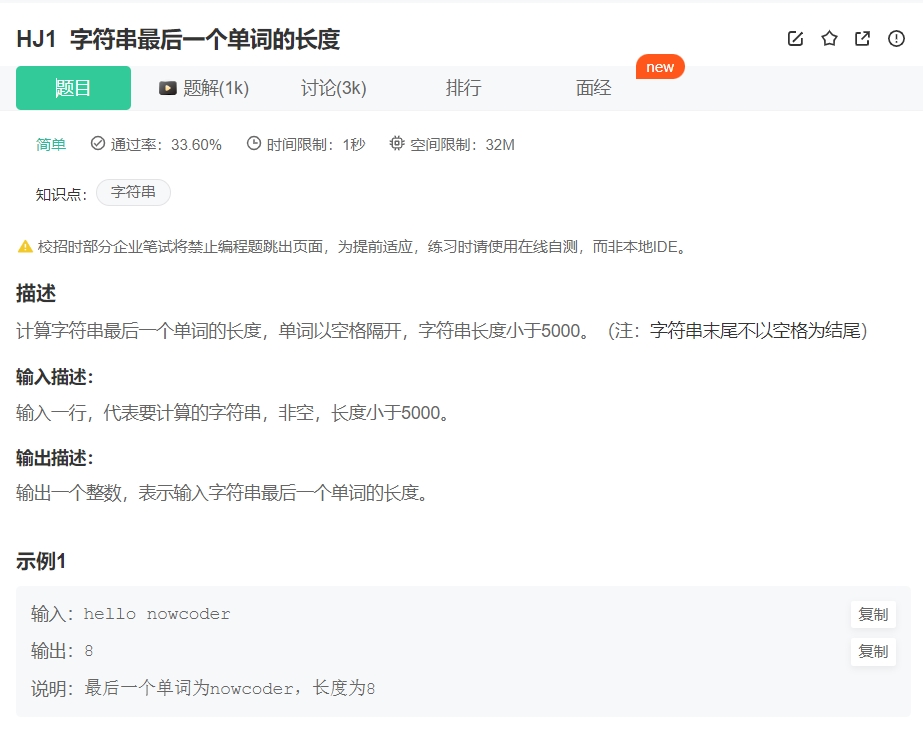 HJ1 字符串最后一个单词的长度
题目 题解(1k) 讨论(3k) 排行 面经 new
简单 通过率：33.60% 时间限制：1秒 空间限制：32M
知识点： 字符串
校招时部分企业笔试将禁止编程题跳出页面，为提前适应，练习时请使用在线自测，而非本地IDE。
描述
计算字符串最后一个单词的长度，单词以空格隔开，字符串长度小于5000。（注：字符串末尾不以空格为结尾）
输入描述：
输入一行，代表要计算的字符串，非空，长度小于5000。
输出描述：
输出一个整数，表示输入字符串最后一个单词的长度。
示例1
输入：hello nowcoder 复制
输出：8 复制
说明：最后一个单词为nowcoder，长度为8